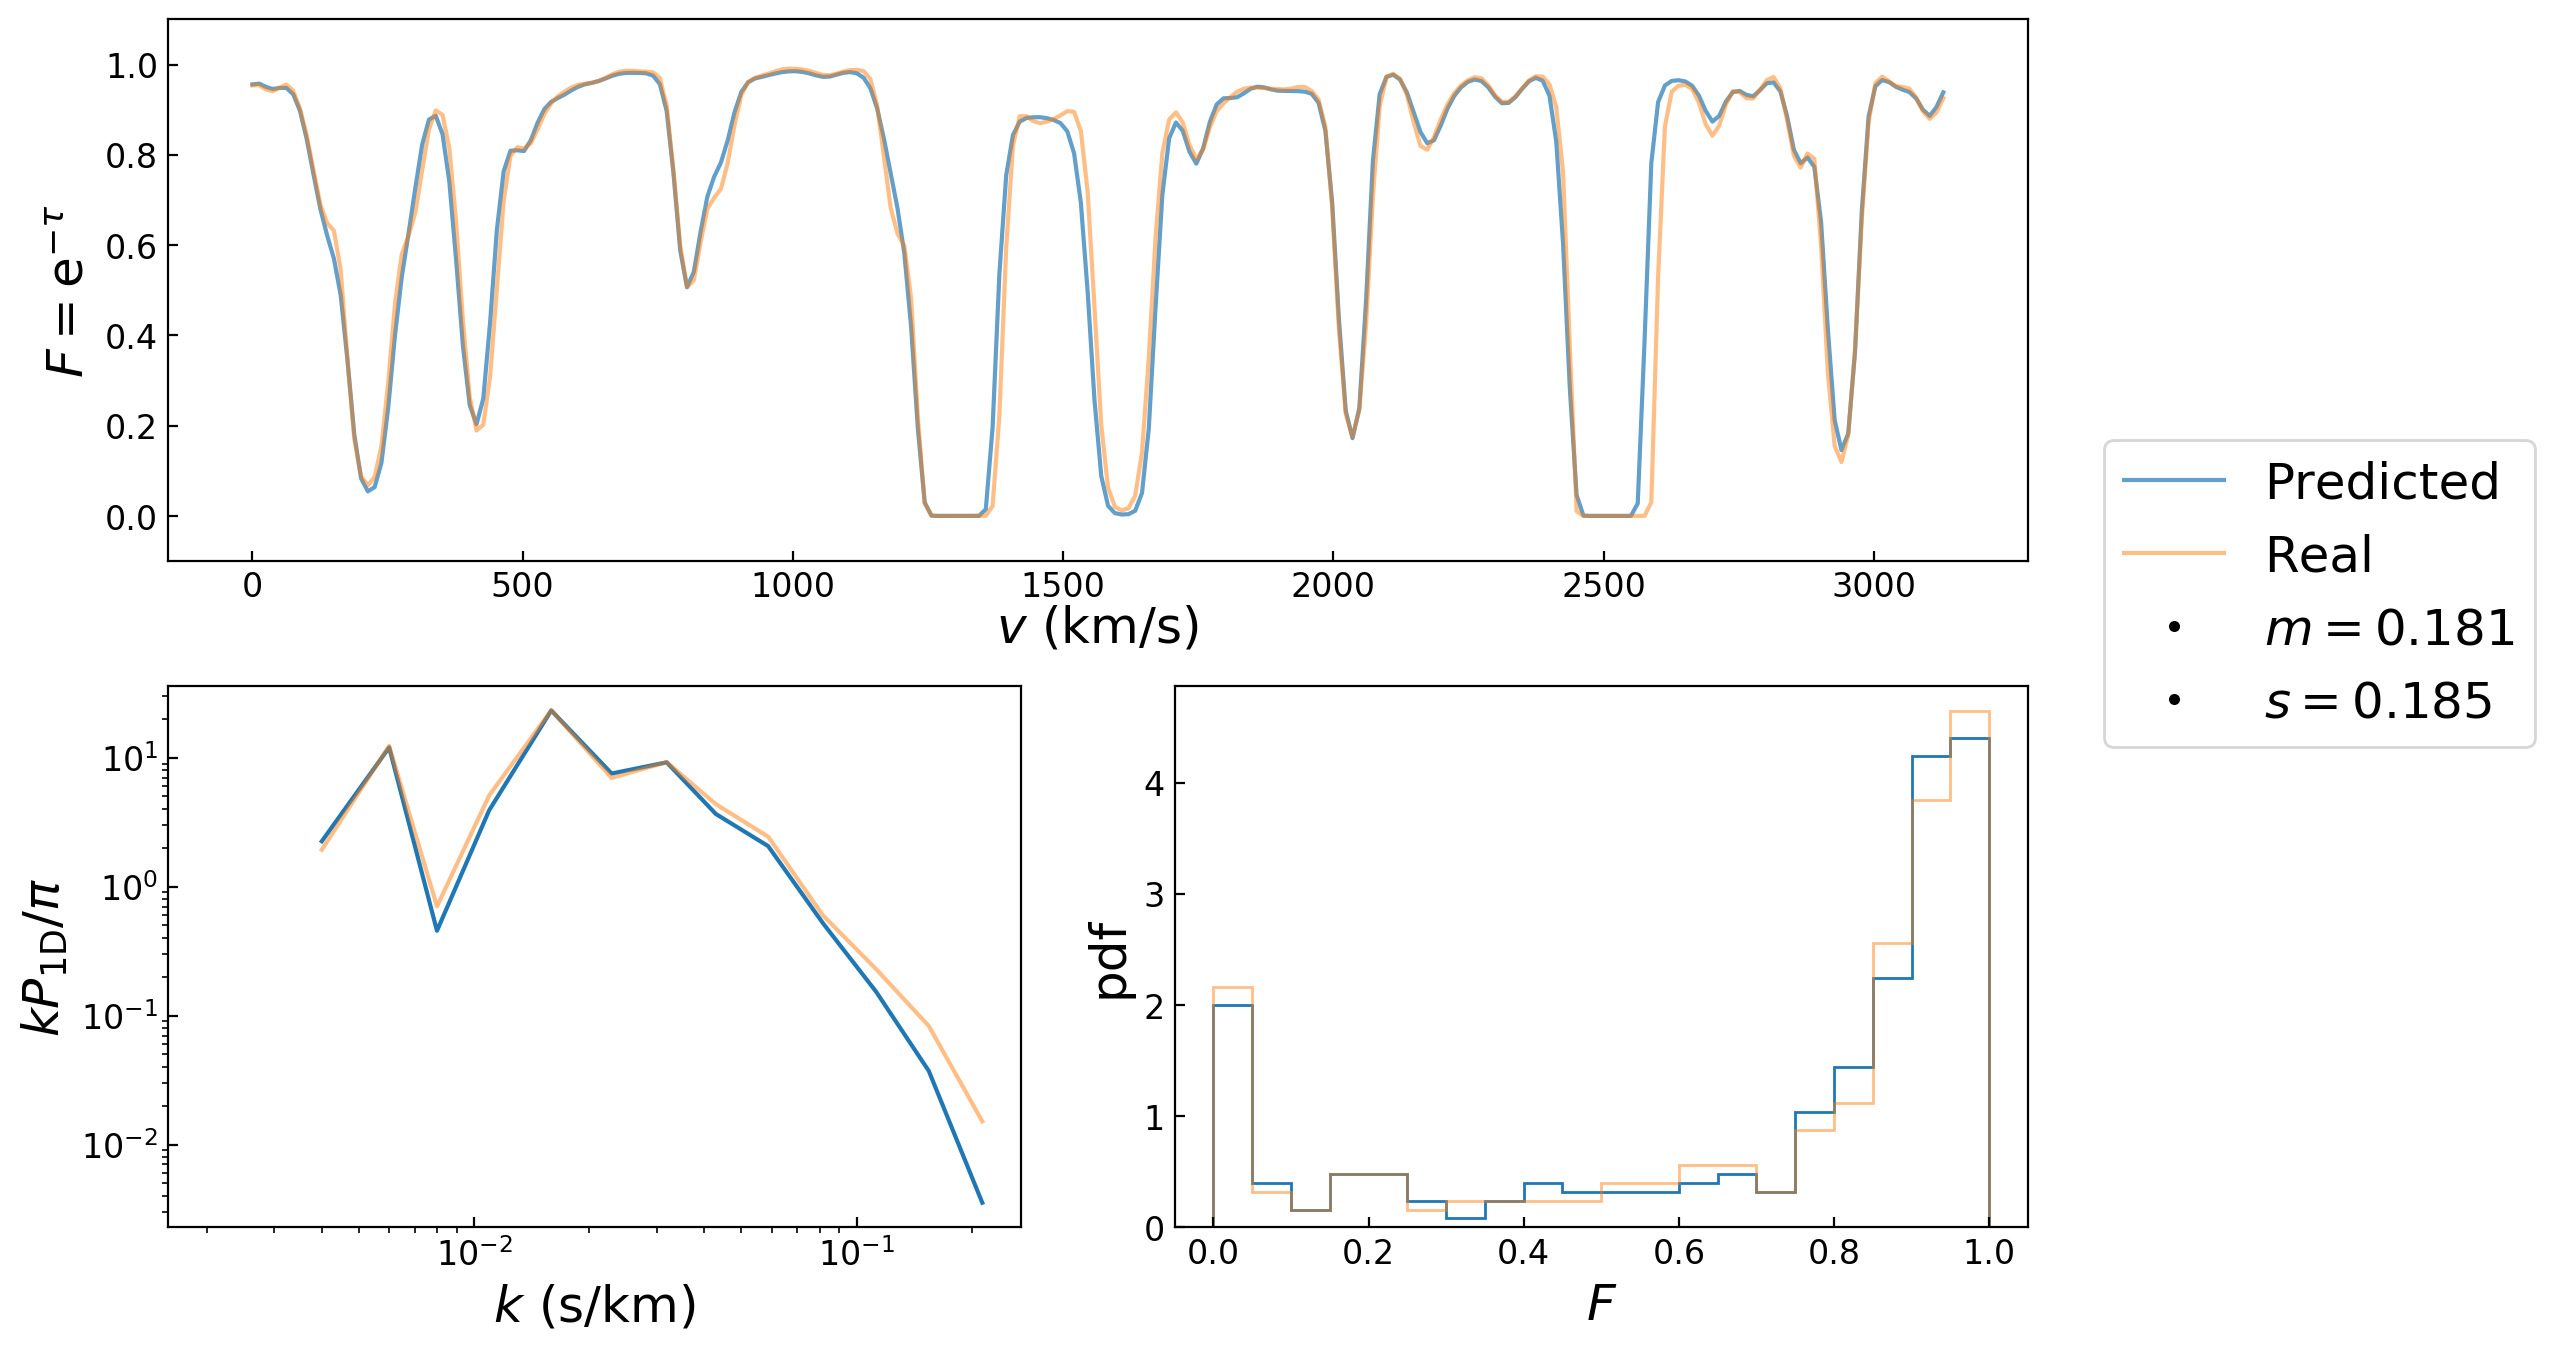 F = e^{−τ}
1.0
0.8
0.6
0.4
0.2
0.0
0 500 1000 1500 2000 2500 3000
v (km/s)
Predicted
Real
m = 0.181
s = 0.185
kP_{1D}/π
10^1
10^0
10^{−1}
10^{−2}
10^{−2} 10^{−1}
k (s/km)
pdf
4
3
2
1
0
0.0 0.2 0.4 0.6 0.8 1.0
F